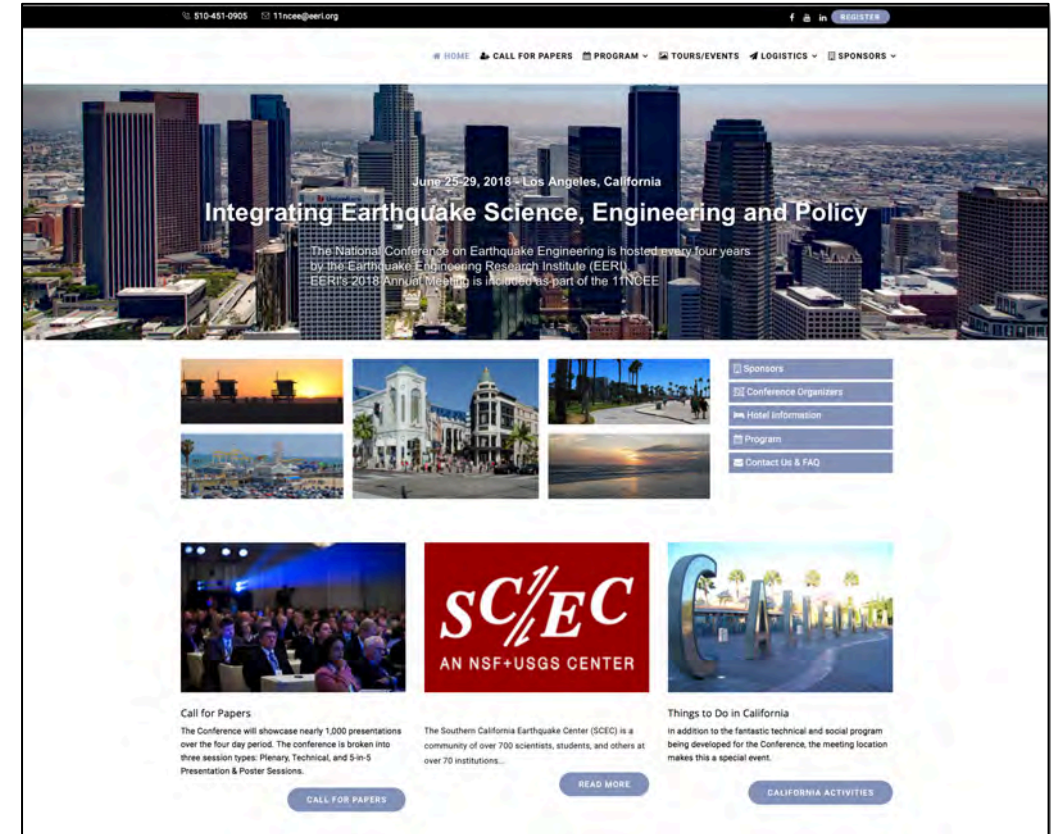 510-451-0905 11ncee@eeri.org
f in REGISTER
HOME CALL FOR PAPERS PROGRAM TOURS/EVENTS LOGISTICS SPONSORS
June 25-29, 2018 - Los Angeles, California
Integrating Earthquake Science, Engineering and Policy
The National Conference on Earthquake Engineering is hosted every four years
by the Earthquake Engineering Research Institute (EERI).
EERI's 2018 Annual Meeting is included as part of the 11NCEE
Sponsors
Conference Organizers
Hotel Information
Program
Contact Us & FAQ
SC/EC
AN NSF+USGS CENTER
CALIF
Call for Papers
The Conference will showcase nearly 1,000 presentations
over the four day period. The conference is broken into
three session types: Plenary, Technical, and 5-in-5
Presentation & Poster Sessions.
CALL FOR PAPERS
The Southern California Earthquake Center (SCEC) is a
community of over 700 scientists, students, and others at
over 70 institutions...
READ MORE
Things to Do in California
In addition to the fantastic technical and social program
being developed for the Conference, the meeting location
makes this a special event.
CALIFORNIA ACTIVITIES